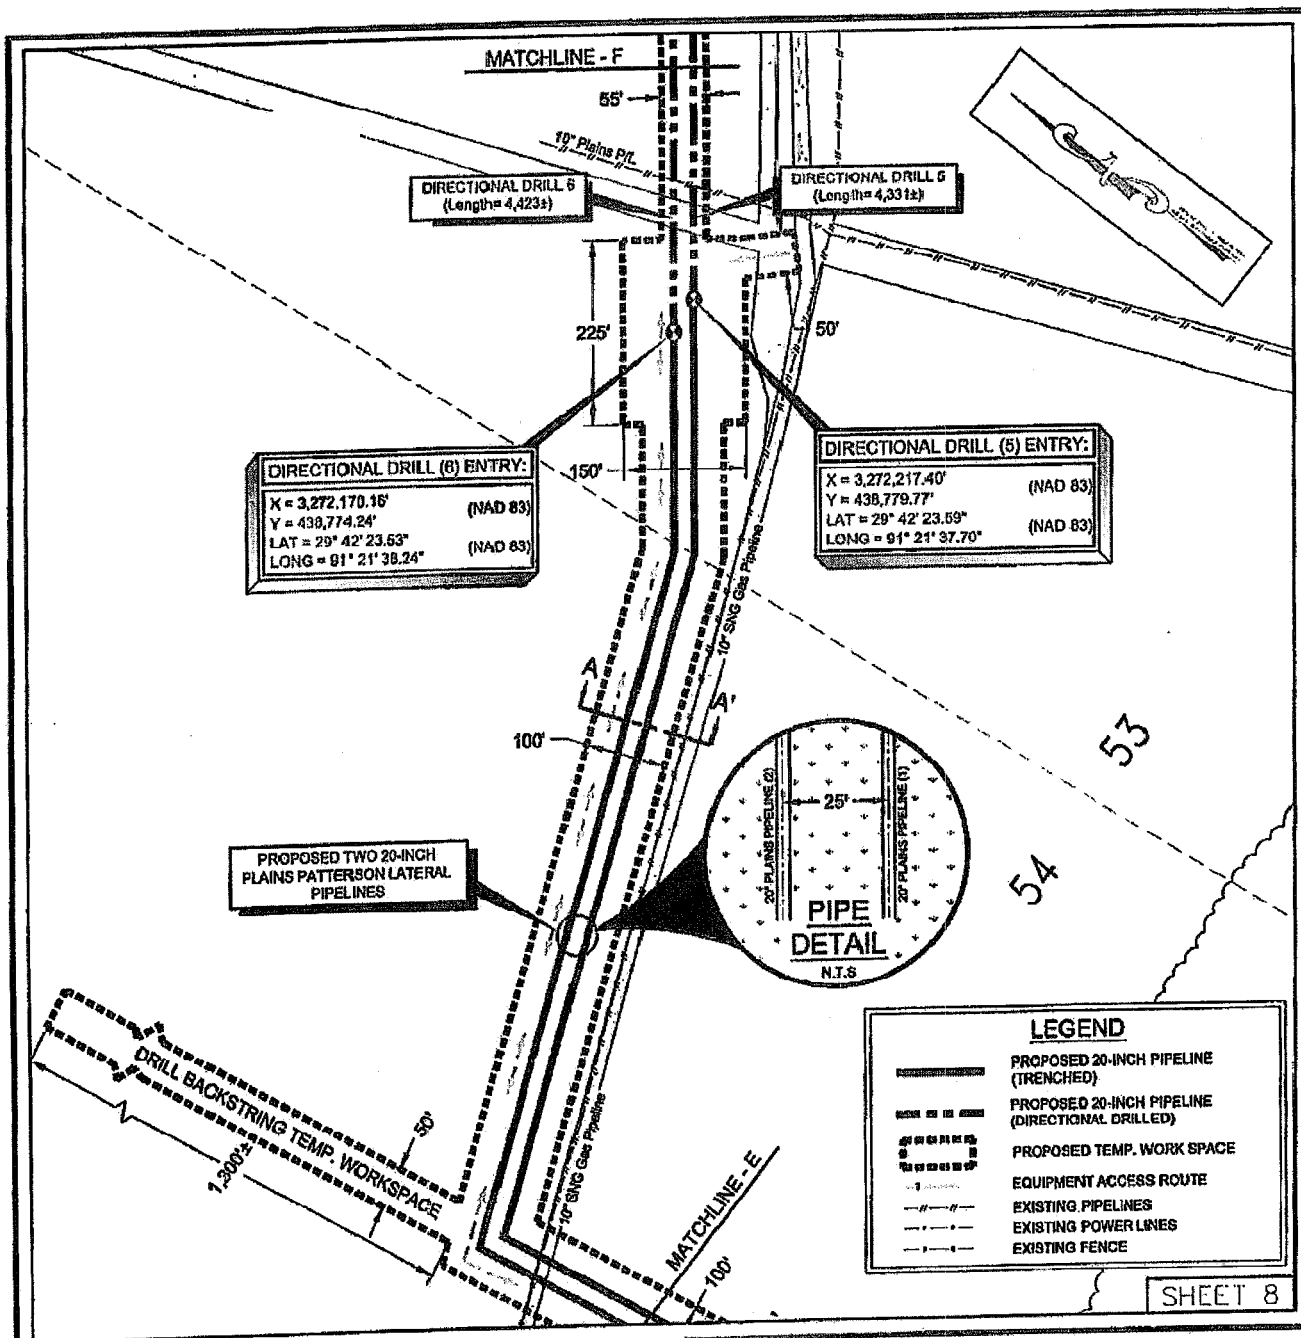 MATCHLINE - F
55'
10" Plains P/L
DIRECTIONAL DRILL 6
(Length= 4,423±)
DIRECTIONAL DRILL 5
(Length= 4,331±)
225'
50'
150'
DIRECTIONAL DRILL (6) ENTRY:
X = 3,272,170.16'
(NAD 83)
Y = 438,774.24'
LAT = 29° 42' 23.53"
(NAD 83)
LONG = 91° 21' 38.24"
DIRECTIONAL DRILL (5) ENTRY:
X = 3,272,217.40'
(NAD 83)
Y = 438,779.77'
LAT = 29° 42' 23.59"
(NAD 83)
LONG = 91° 21' 37.70"
10" SNG Gas Pipeline
A
A'
100'
53
54
PROPOSED TWO 20-INCH
PLAINS PATTERSON LATERAL
PIPELINES
20" PLAINS PIPELINE (2)
25'
20" PLAINS PIPELINE (1)
PIPE
DETAIL
N.T.S
DRILL BACKSTRING TEMP. WORKSPACE
50'
1,300'±
10" SNG Gas Pipeline
MATCHLINE - E
100'
LEGEND
PROPOSED 20-INCH PIPELINE
(TRENCHED)
PROPOSED 20-INCH PIPELINE
(DIRECTIONAL DRILLED)
PROPOSED TEMP. WORK SPACE
EQUIPMENT ACCESS ROUTE
EXISTING PIPELINES
EXISTING POWER LINES
EXISTING FENCE
SHEET 8